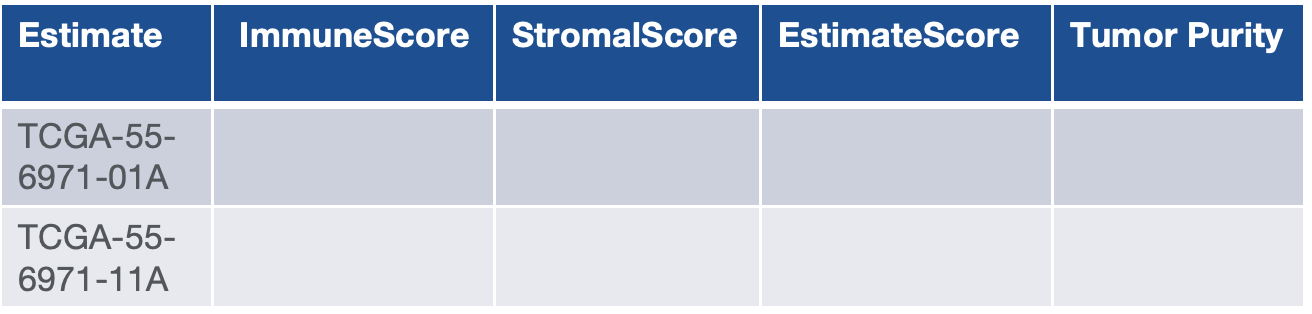 Estimate ImmuneScore StromalScore EstimateScore Tumor Purity
TCGA-55-
6971-01A
TCGA-55-
6971-11A